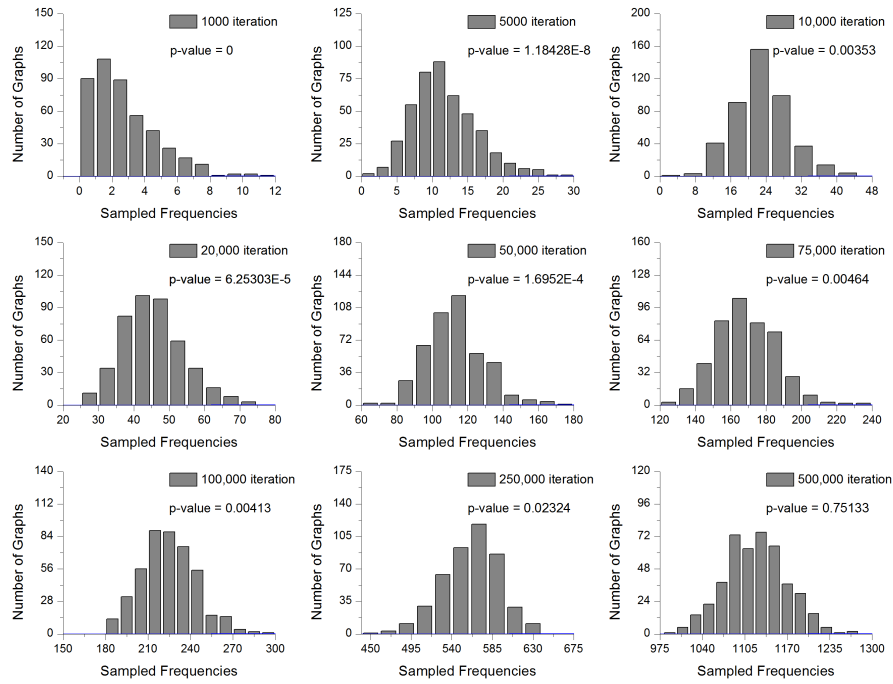 1000 iteration
p-value = 0
150
120
90
60
30
0
0 2 4 6 8 10 12
Number of Graphs
Sampled Frequencies
5000 iteration
p-value = 1.18428E-8
125
100
75
50
25
0
0 5 10 15 20 25 30
Number of Graphs
Sampled Frequencies
10,000 iteration
p-value = 0.00353
200
160
120
80
40
0
0 8 16 24 32 40 48
Number of Graphs
Sampled Frequencies
20,000 iteration
p-value = 6.25303E-5
150
120
90
60
30
0
20 30 40 50 60 70 80
Number of Graphs
Sampled Frequencies
50,000 iteration
p-value = 1.6952E-4
180
144
108
72
36
0
60 80 100 120 140 160 180
Number of Graphs
Sampled Frequencies
75,000 iteration
p-value = 0.00464
160
128
96
64
32
0
120 140 160 180 200 220 240
Number of Graphs
Sampled Frequencies
100,000 iteration
p-value = 0.00413
140
112
84
56
28
0
150 180 210 240 270 300
Number of Graphs
Sampled Frequencies
250,000 iteration
p-value = 0.02324
175
140
105
70
35
0
450 495 540 585 630 675
Number of Graphs
Sampled Frequencies
500,000 iteration
p-value = 0.75133
120
96
72
48
24
0
975 1040 1105 1170 1235 1300
Number of Graphs
Sampled Frequencies